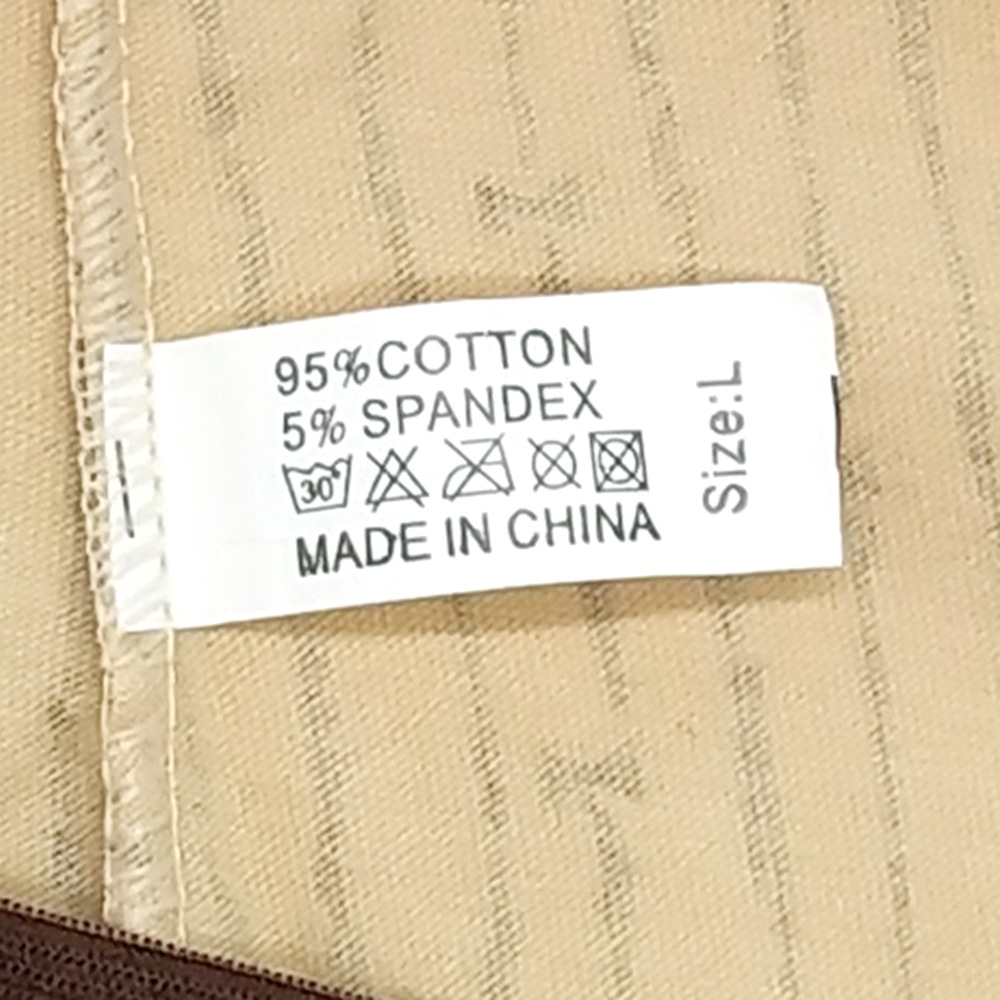 95%COTTON
5% SPANDEX
30°
MADE IN CHINA
Size:L